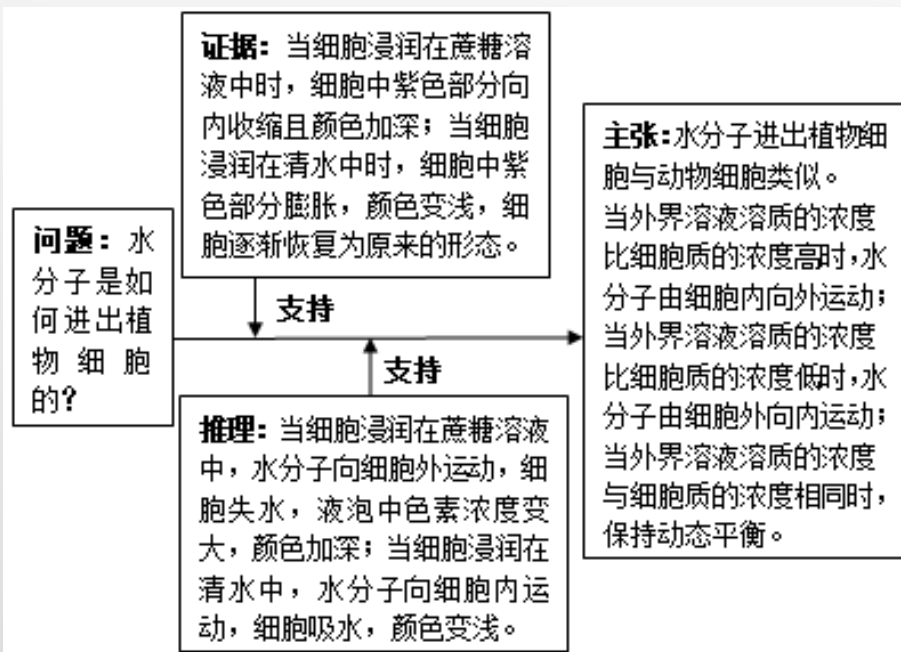 证据：当细胞浸润在蔗糖溶
液中时，细胞中紫色部分向
内收缩且颜色加深；当细胞
浸润在清水中时，细胞中紫
色部分膨胀，颜色变浅，细
胞逐渐恢复为原来的形态。
问题：水
分子是如
何进出植
物细胞
的？
支持
支持
推理：当细胞浸润在蔗糖溶液
中，水分子向细胞外运动，细
胞失水，液泡中色素浓度变
大，颜色加深；当细胞浸润在
清水中，水分子向细胞内运
动，细胞吸水，颜色变浅。
主张：水分子进出植物细
胞与动物细胞类似。
当外界溶液溶质的浓度
比细胞质的浓度高时，水
分子由细胞内向外运动；
当外界溶液溶质的浓度
比细胞质的浓度低时，水
分子由细胞外向内运动；
当外界溶液溶质的浓度
与细胞质的浓度相同时，
保持动态平衡。